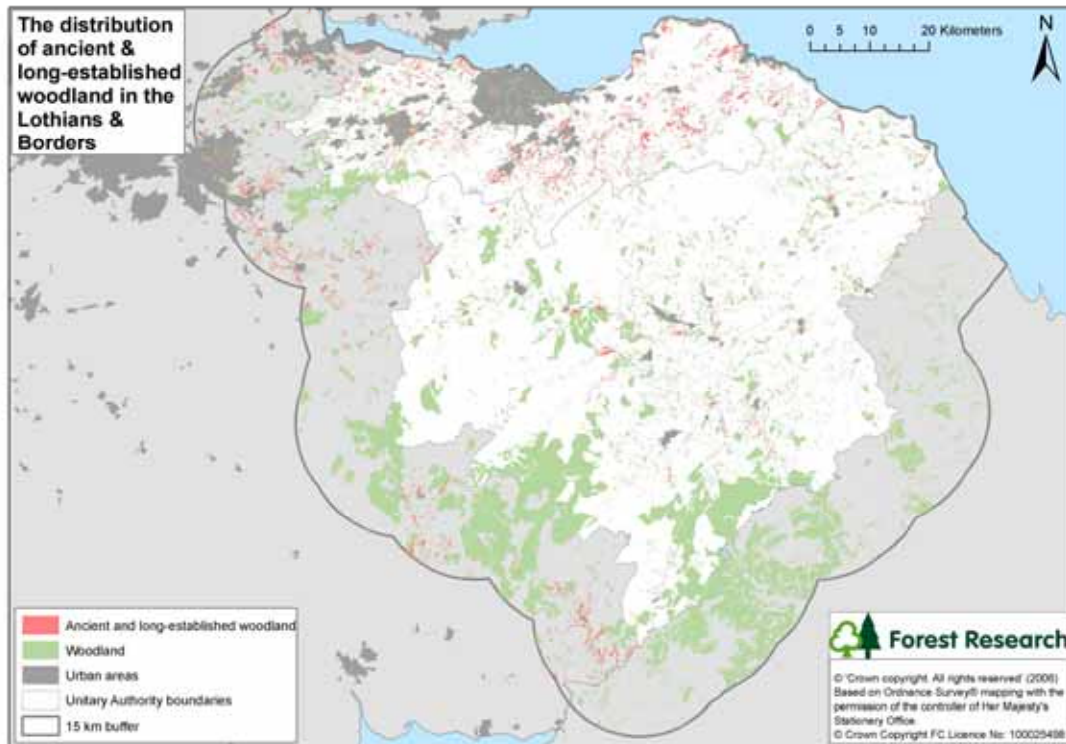 The distribution
of ancient &
long-established
woodland in the
Lothians &
Borders
0 5 10 20 Kilometers
N
Ancient and long-established woodland
Woodland
Urban areas
Unitary Authority boundaries
15 km buffer
Forest Research
© 'Crown copyright. All rights reserved' (2006)
Based on Ordnance Survey® mapping with the
permission of the controller of Her Majesty's
Stationery Office.
© Crown Copyright FC Licence No: 100025498